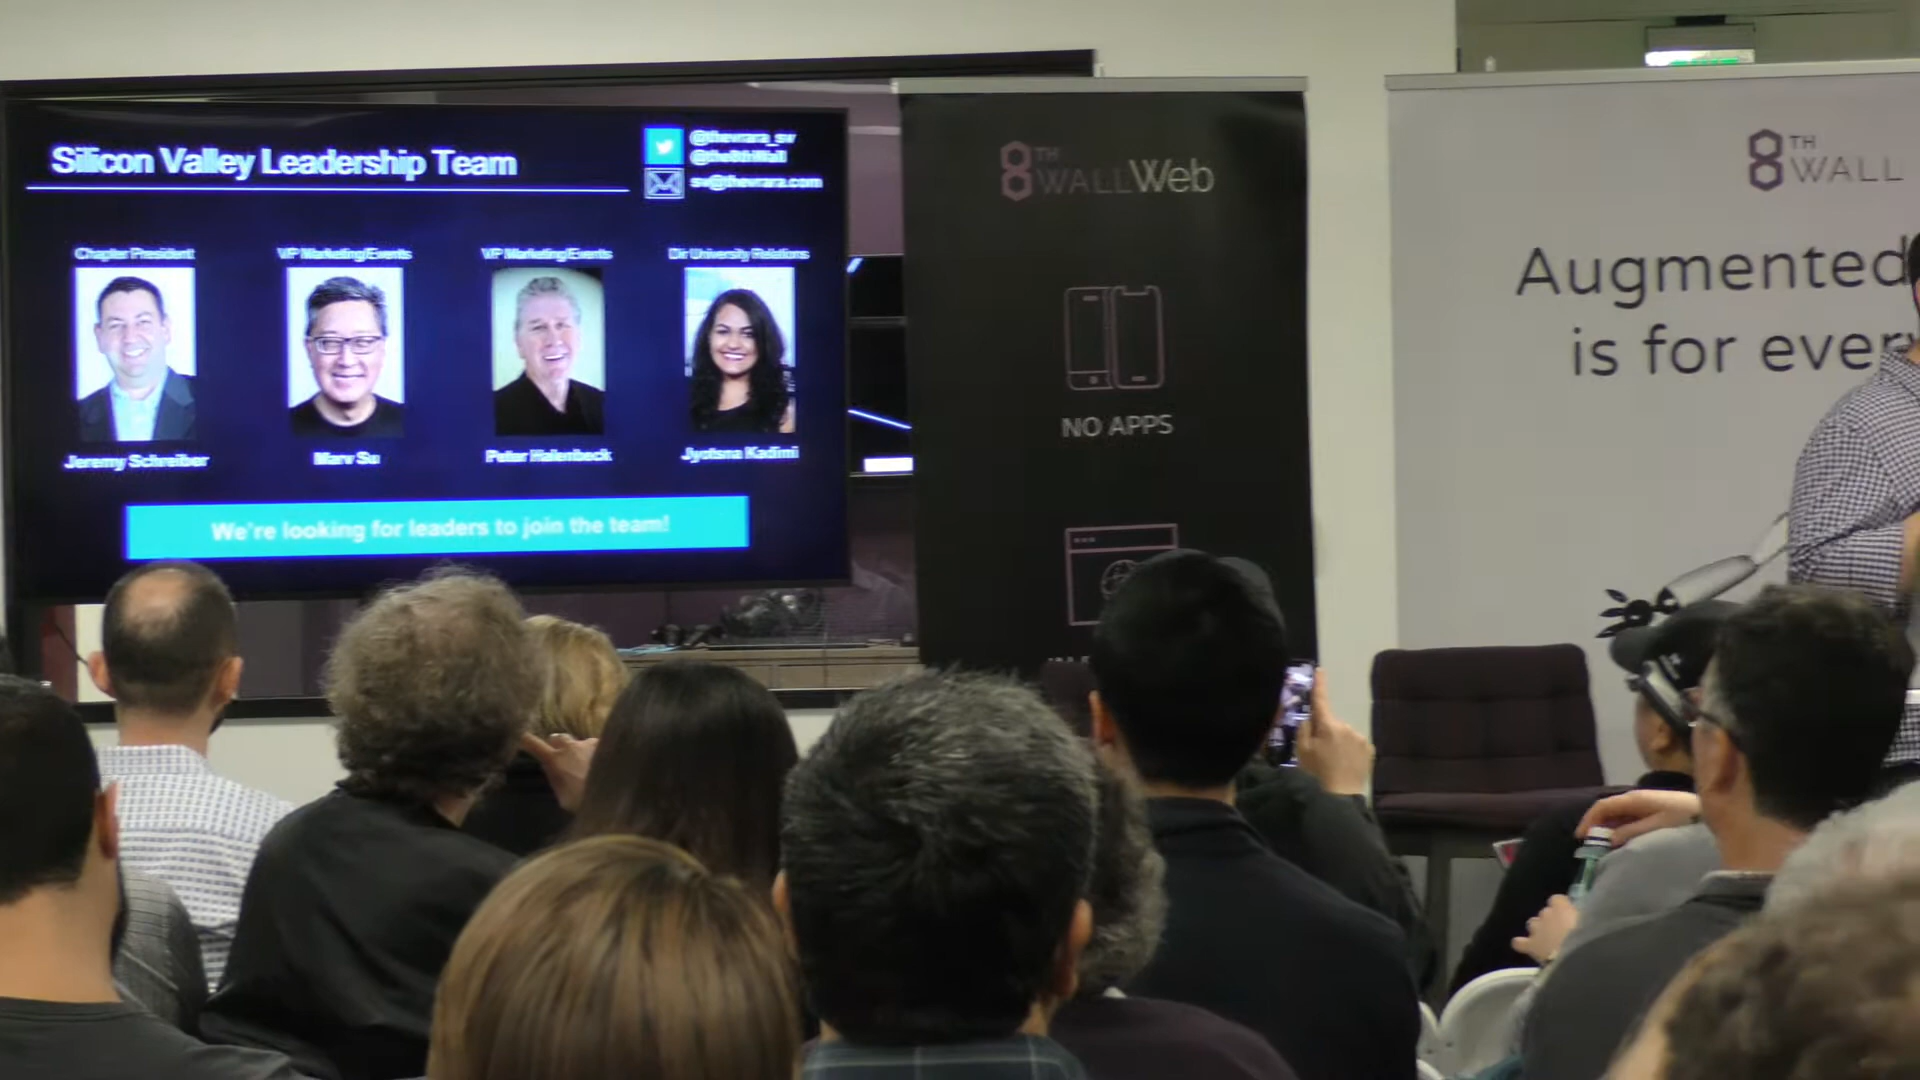 Silicon Valley Leadership Team
@thevrara_sv
@the8thWall
sv@thevrara.com
Chapter President
VP Marketing/Events
VP Marketing/Events
Dir University Relations
Jeremy Schreiber
Marv Su
Peter Halenbeck
Jyotsna Kadimi
We're looking for leaders to join the team!
8TH WALL Web
NO APPS
8TH WALL
Augmented
is for